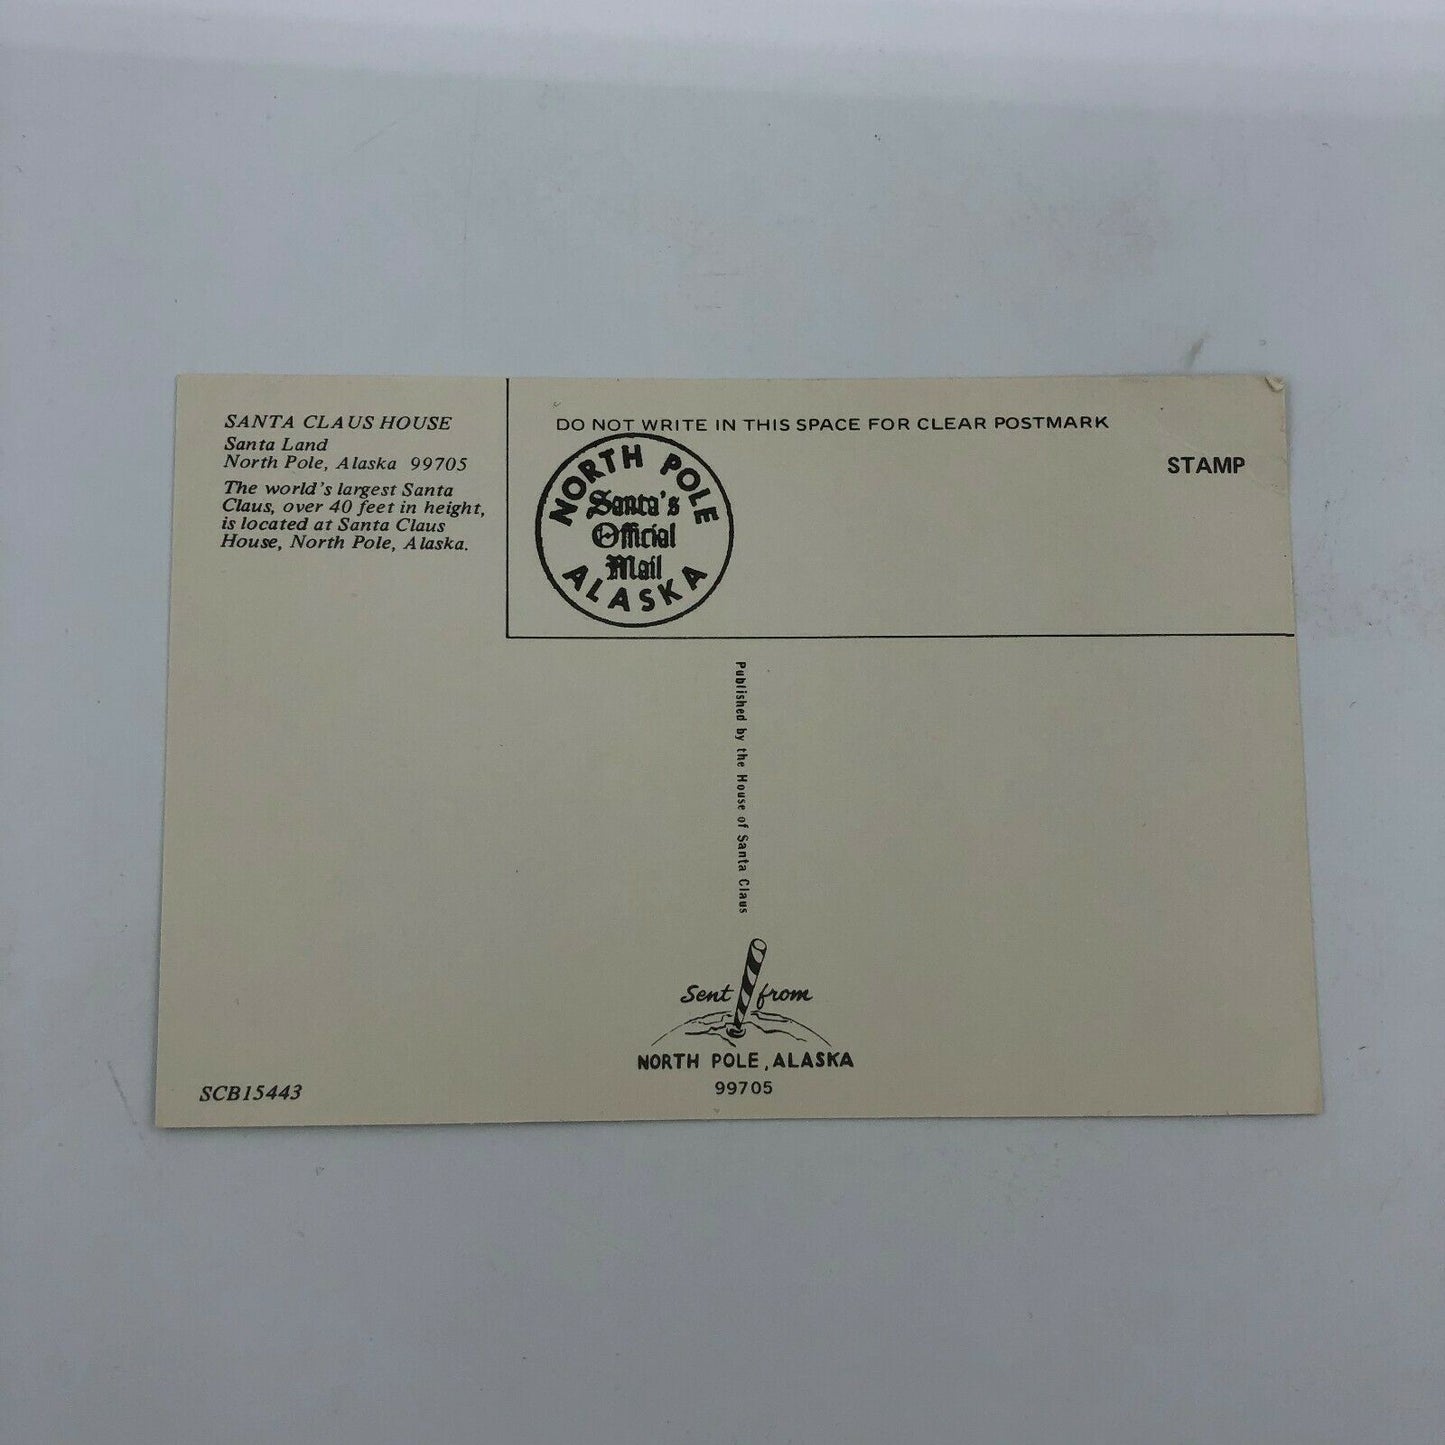 SANTA CLAUS HOUSE
Santa Land
North Pole, Alaska 99705
The world's largest Santa
Claus, over 40 feet in height,
is located at Santa Claus
House, North Pole, Alaska.
DO NOT WRITE IN THIS SPACE FOR CLEAR POSTMARK
STAMP
NORTH POLE
Santa's
Official
Mail
ALASKA
Published by the House of Santa Claus
Sent from
NORTH POLE, ALASKA
99705
SCB15443